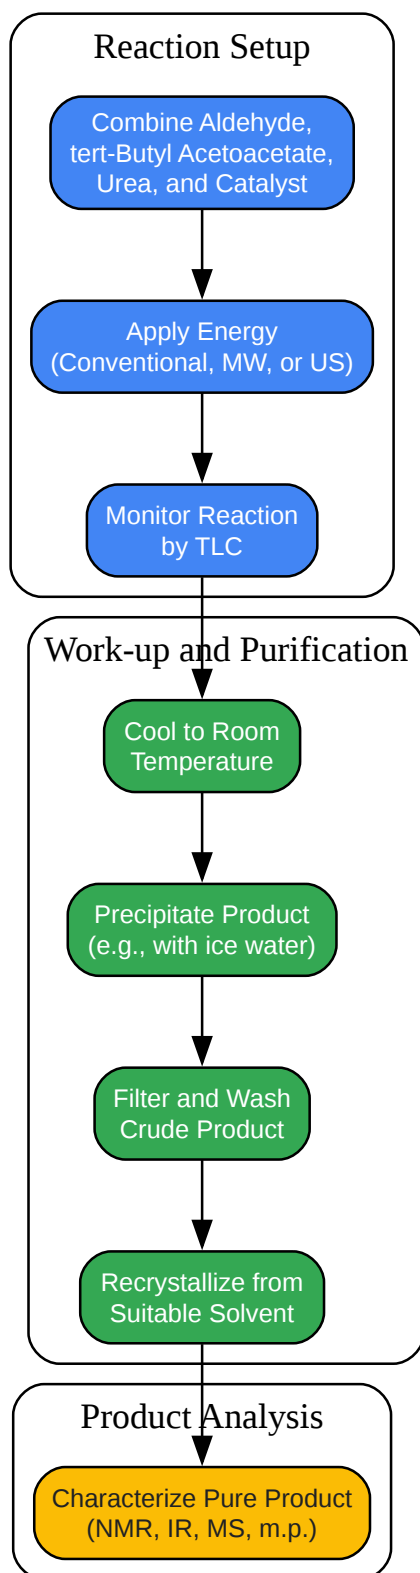 Reaction Setup
Combine Aldehyde,
tert-Butyl Acetoacetate,
Urea, and Catalyst
Apply Energy
(Conventional, MW, or US)
Monitor Reaction
by TLC
Work-up and Purification
Cool to Room
Temperature
Precipitate Product
(e.g., with ice water)
Filter and Wash
Crude Product
Recrystallize from
Suitable Solvent
Product Analysis
Characterize Pure Product
(NMR, IR, MS, m.p.)